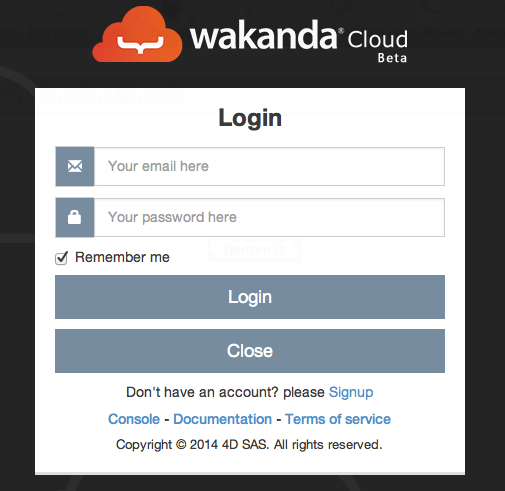 wakanda® Cloud
Beta
Login
Your email here
Your password here
Remember me
Login
Close
Don't have an account? please Signup
Console - Documentation - Terms of service
Copyright © 2014 4D SAS. All rights reserved.